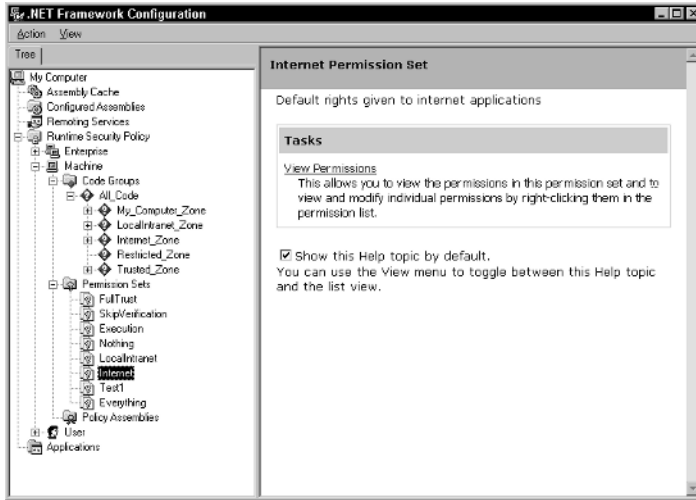 .NET Framework Configuration
Action View
Tree
My Computer
Assembly Cache
Configured Assemblies
Remoting Services
Runtime Security Policy
Enterprise
Machine
Code Groups
All_Code
My_Computer_Zone
LocalIntranet_Zone
Internet_Zone
Restricted_Zone
Trusted_Zone
Permission Sets
FullTrust
SkipVerification
Execution
Nothing
LocalIntranet
Internet
Test1
Everything
Policy Assemblies
User
Applications
Internet Permission Set
Default rights given to internet applications
Tasks
View Permissions
This allows you to view the permissions in this permission set and to
view and modify individual permissions by right-clicking them in the
permission list.
Show this Help topic by default.
You can use the View menu to toggle between this Help topic
and the list view.